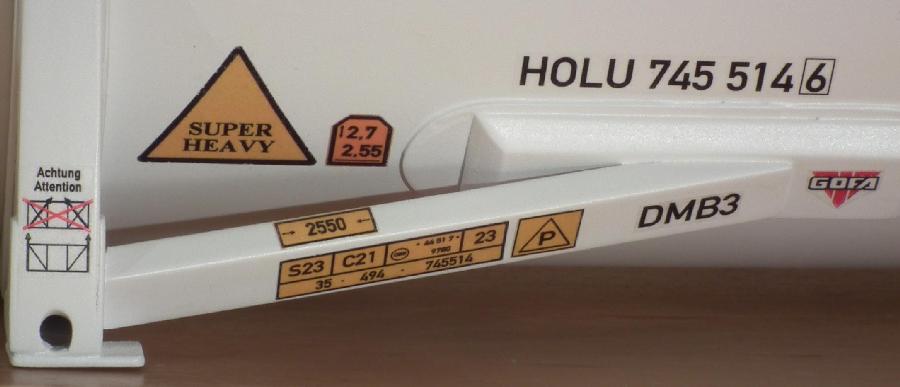 HOLU 745 514 6
SUPER
HEAVY
2,7
2.55
Achtung
Attention
GOFA
DMB3
2550
S23 C21 23
35 - 494 - 745514
P